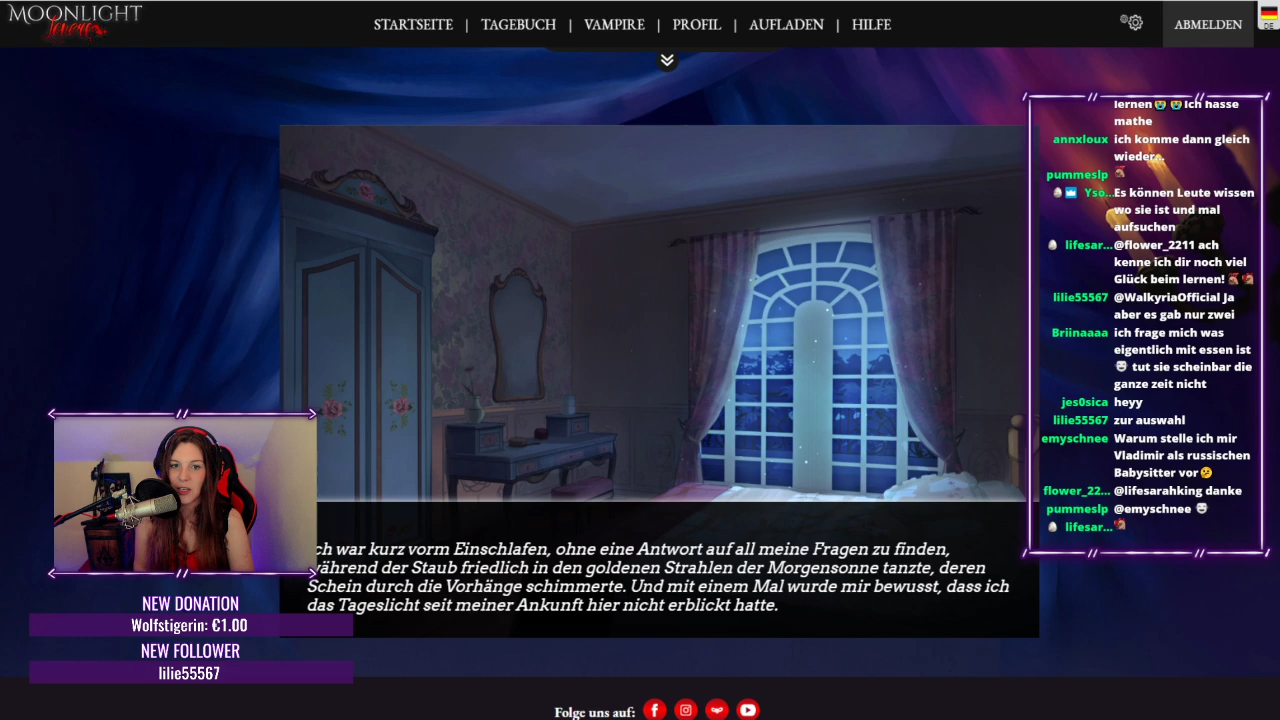 MOONLIGHT
Lovers
STARTSEITE | TAGEBUCH | VAMPIRE | PROFIL | AUFLADEN | HILFE
ABMELDEN
DE
lernen😭 😭Ich hasse
mathe
annxloux ich komme dann gleich
wieder..
pummeslp
Yso... Es können Leute wissen
wo sie ist und mal
aufsuchen
lifesar... @flower_2211 ach
kenne ich dir noch viel
Glück beim lernen!
lilie55567 @WalkyriaOfficial Ja
aber es gab nur zwei
Briinaaaa ich frage mich was
eigentlich mit essen ist
tut sie scheinbar die
ganze zeit nicht
jes0sica heyy
lilie55567 zur auswahl
emyschnee Warum stelle ich mir
Vladimir als russischen
Babysitter vor🤔
flower_22... @lifesarahking danke
pummeslp @emyschnee
lifesar...
ch war kurz vorm Einschlafen, ohne eine Antwort auf all meine Fragen zu finden,
ährend der Staub friedlich in den goldenen Strahlen der Morgensonne tanzte, deren
Schein durch die Vorhänge schimmerte. Und mit einem Mal wurde mir bewusst, dass ich
das Tageslicht seit meiner Ankunft hier nicht erblickt hatte.
NEW DONATION
Wolfstigerin: €1.00
NEW FOLLOWER
lilie55567
Folge uns auf: